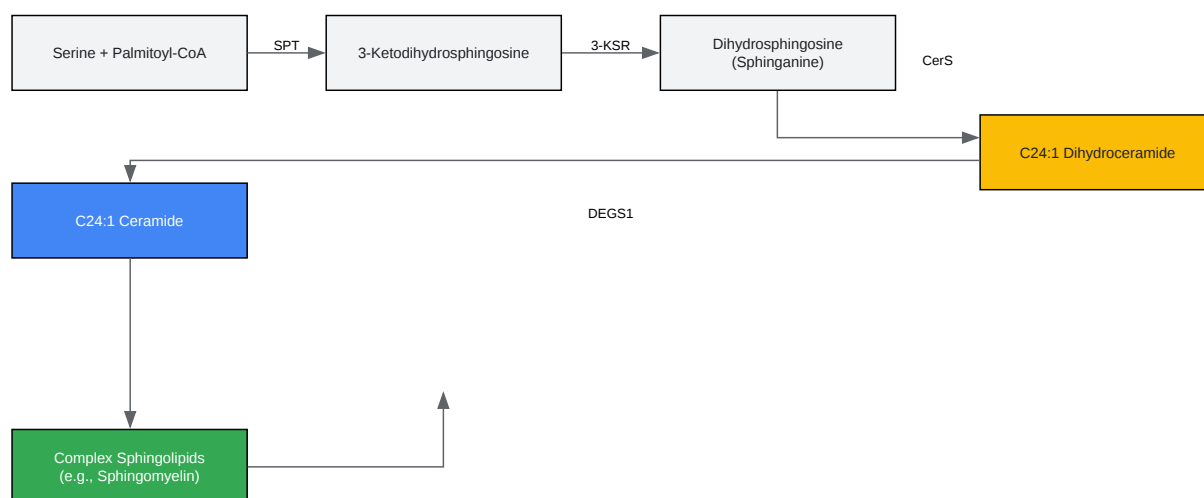 Serine + Palmitoyl-CoA
SPT
3-Ketodihydrosphingosine
3-KSR
Dihydrosphingosine
(Sphinganine)
CerS
C24:1 Dihydroceramide
C24:1 Ceramide
DEGS1
Complex Sphingolipids
(e.g., Sphingomyelin)